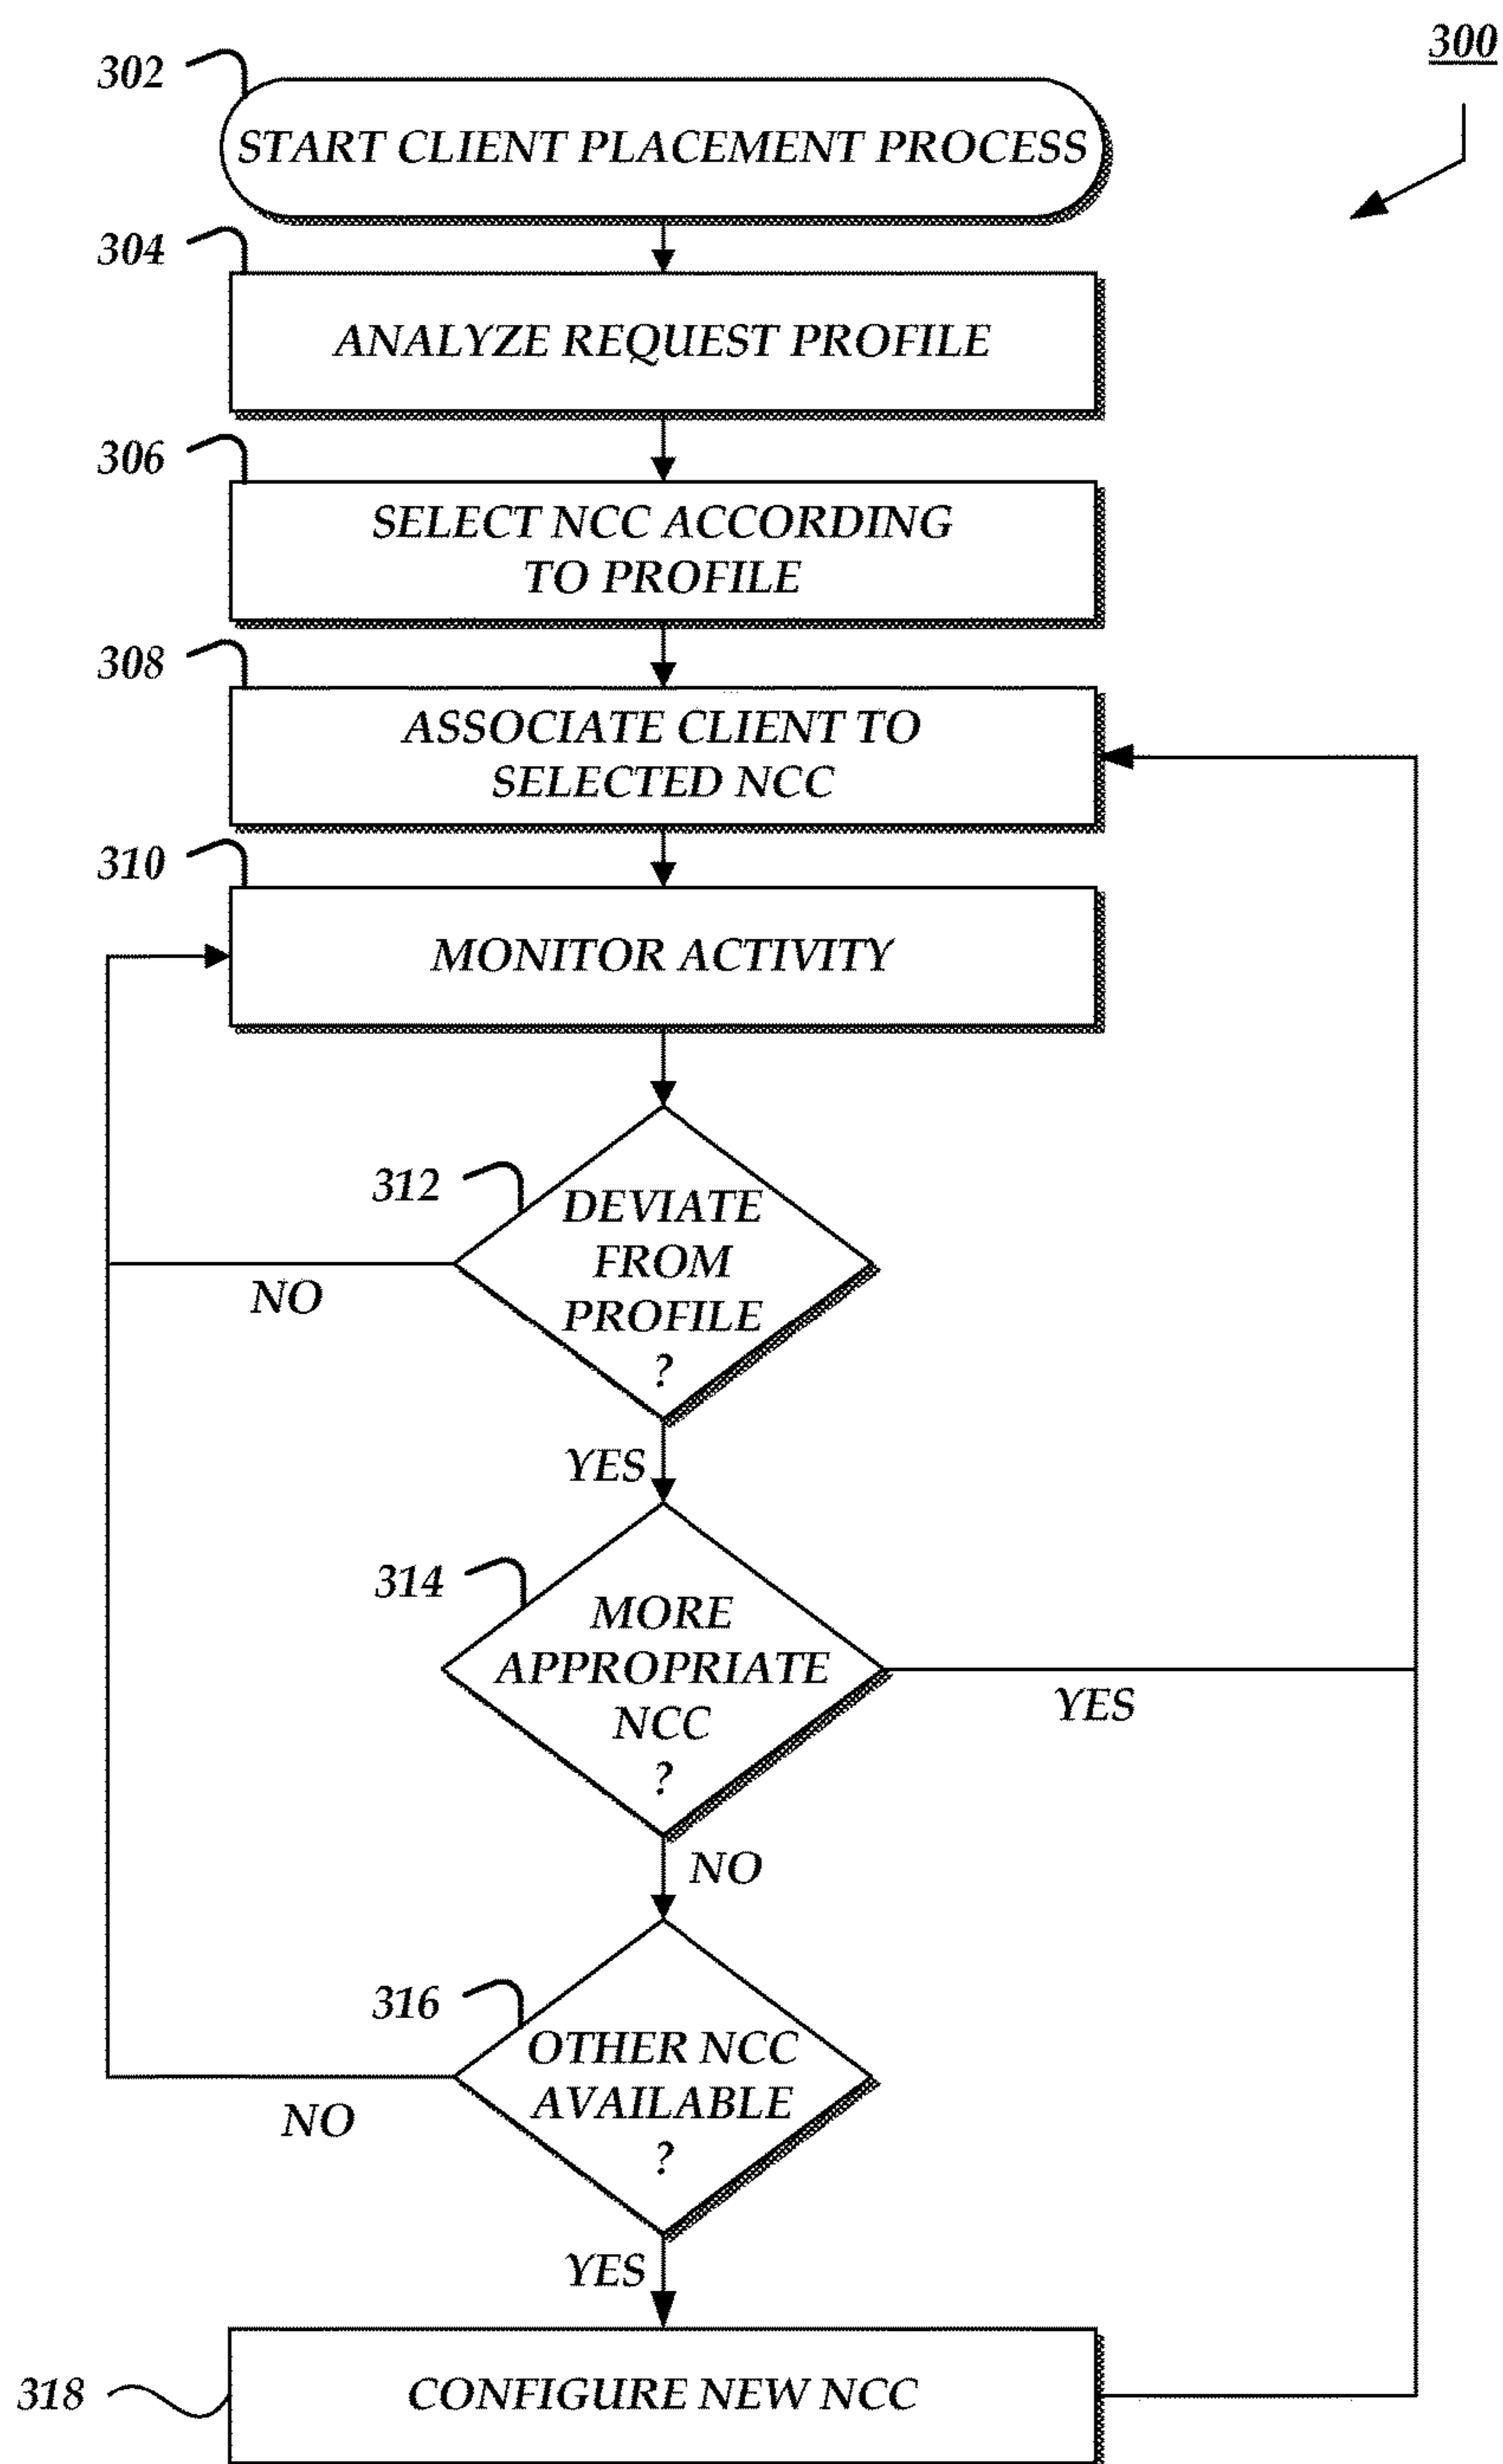 300
302
START CLIENT PLACEMENT PROCESS
304
ANALYZE REQUEST PROFILE
306
SELECT NCC ACCORDING
TO PROFILE
308
ASSOCIATE CLIENT TO
SELECTED NCC
310
MONITOR ACTIVITY
312
DEVIATE
FROM
PROFILE
?
NO
YES
314
MORE
APPROPRIATE
NCC
?
YES
NO
316
OTHER NCC
AVAILABLE
?
NO
YES
318
CONFIGURE NEW NCC